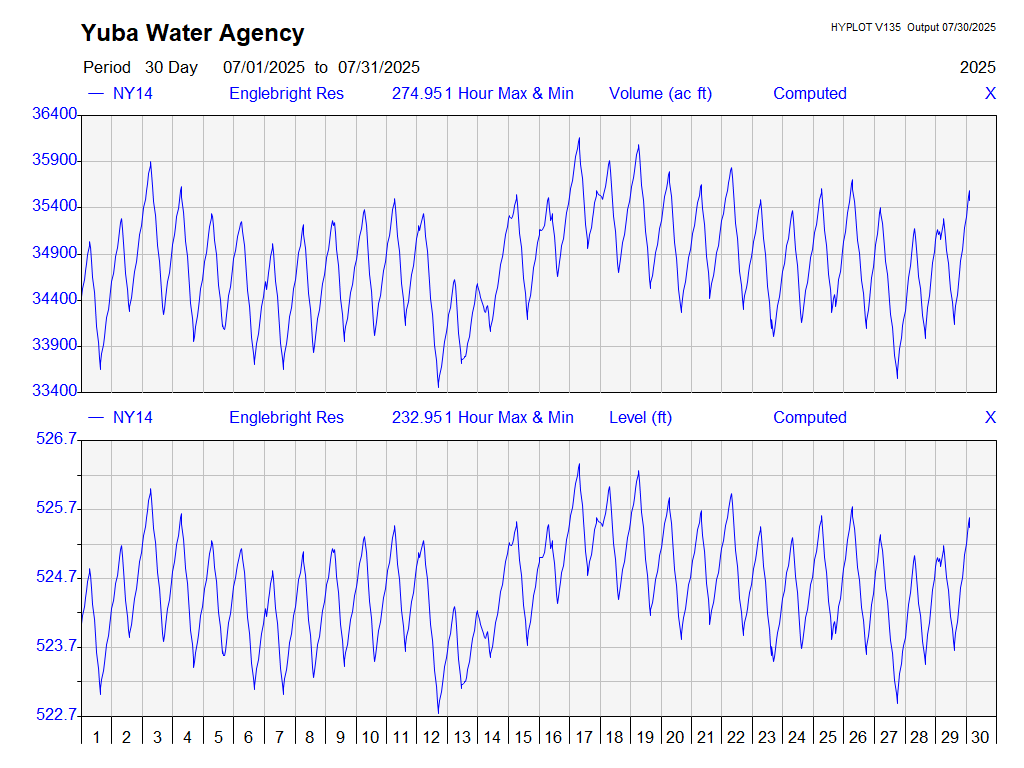 Yuba Water Agency
HYPLOT V135 Output 07/30/2025
Period 30 Day 07/01/2025 to 07/31/2025 2025
NY14 Englebright Res 274.951 Hour Max & Min Volume (ac ft) Computed X
36400
35900
35400
34900
34400
33900
33400
NY14 Englebright Res 232.951 Hour Max & Min Level (ft) Computed X
526.7
525.7
524.7
523.7
522.7
1 2 3 4 5 6 7 8 9 10 11 12 13 14 15 16 17 18 19 20 21 22 23 24 25 26 27 28 29 30